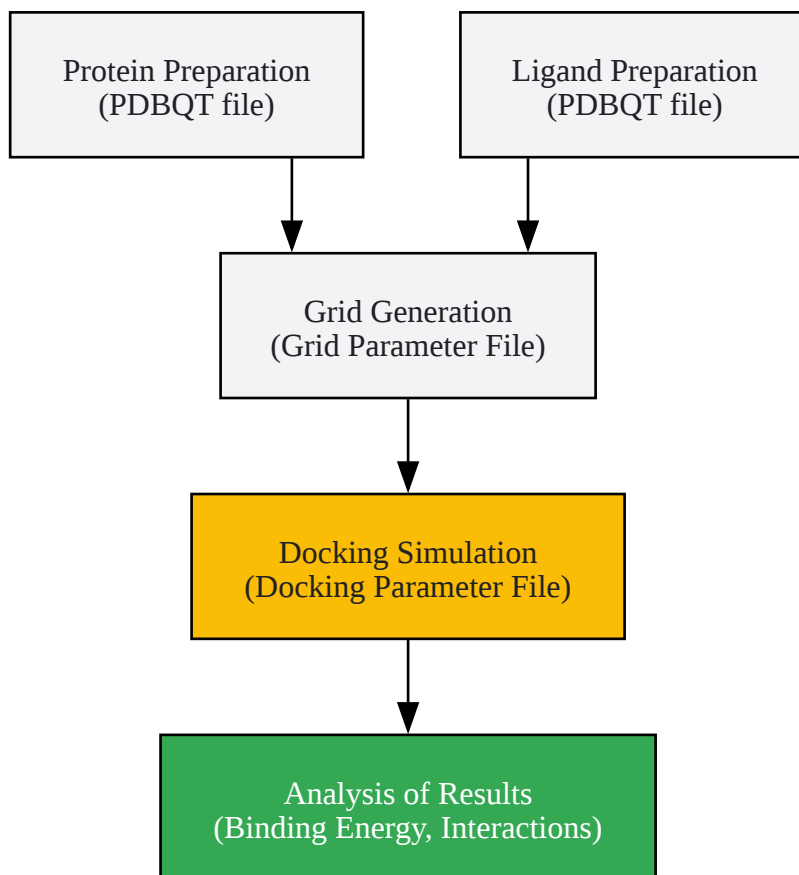 Protein Preparation
(PDBQT file)
Ligand Preparation
(PDBQT file)
Grid Generation
(Grid Parameter File)
Docking Simulation
(Docking Parameter File)
Analysis of Results
(Binding Energy, Interactions)